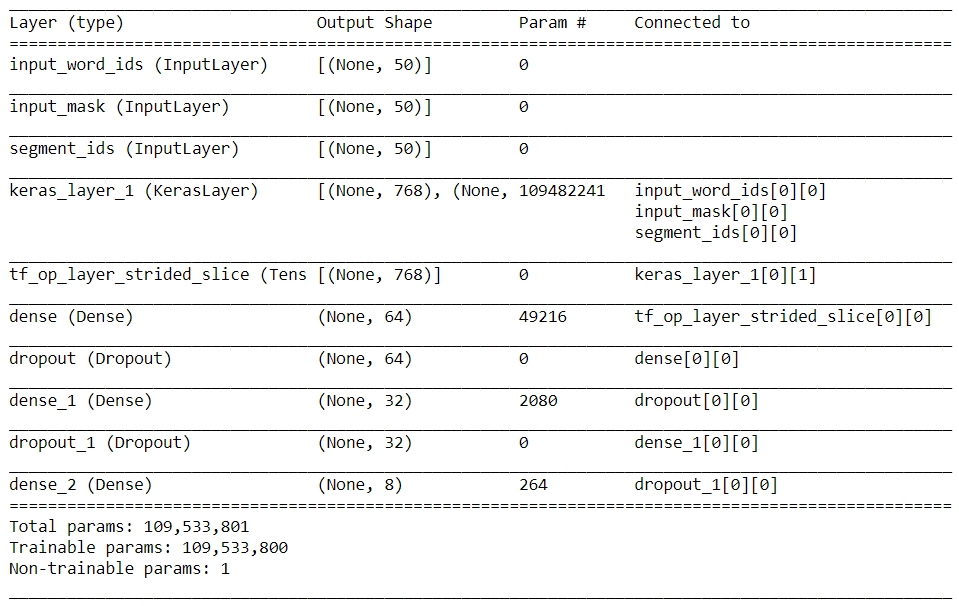 Layer (type) Output Shape Param # Connected to
input_word_ids (InputLayer) [(None, 50)] 0
input_mask (InputLayer) [(None, 50)] 0
segment_ids (InputLayer) [(None, 50)] 0
keras_layer_1 (KerasLayer) [(None, 768), (None, 109482241 input_word_ids[0][0]
input_mask[0][0]
segment_ids[0][0]
tf_op_layer_strided_slice (Tens [(None, 768)] 0 keras_layer_1[0][1]
dense (Dense) (None, 64) 49216 tf_op_layer_strided_slice[0][0]
dropout (Dropout) (None, 64) 0 dense[0][0]
dense_1 (Dense) (None, 32) 2080 dropout[0][0]
dropout_1 (Dropout) (None, 32) 0 dense_1[0][0]
dense_2 (Dense) (None, 8) 264 dropout_1[0][0]
Total params: 109,533,801
Trainable params: 109,533,800
Non-trainable params: 1